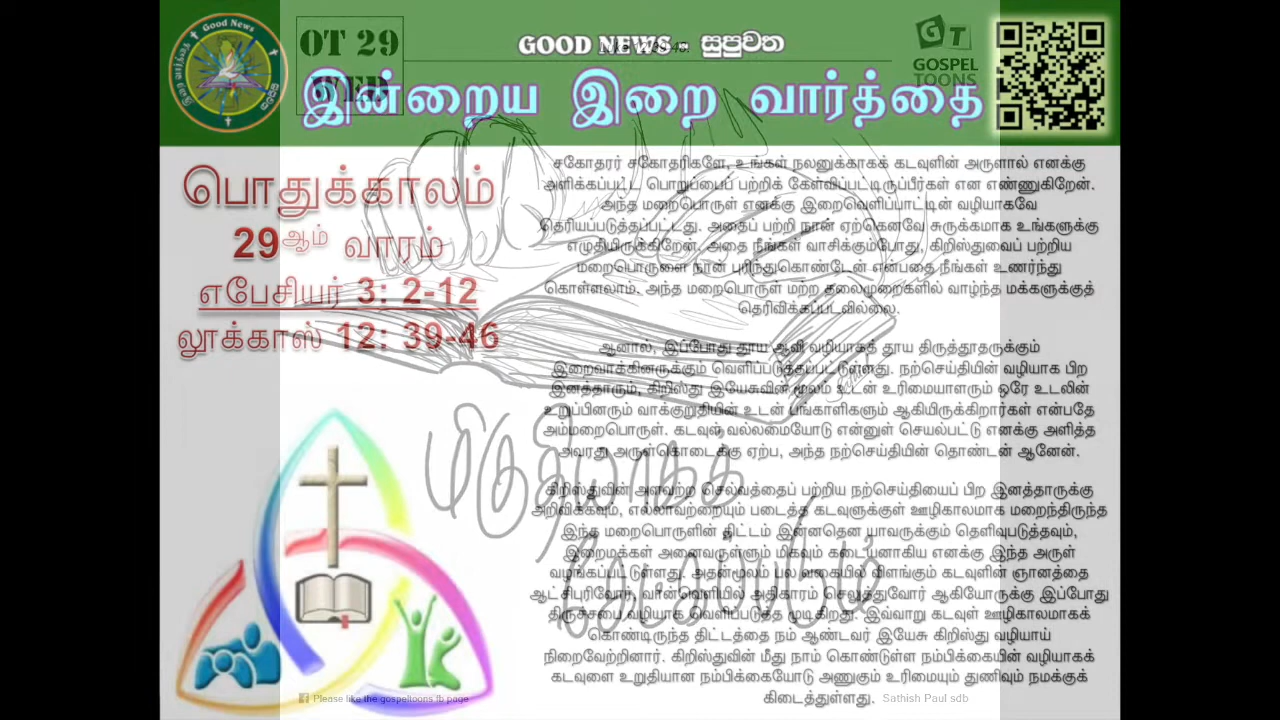 Good News
OT 29
WED
GOOD NEWS - සුපුවත
GT
GOSPEL
TOONS
இன்றைய இறை வார்த்தை
பொதுக்காலம்
29ஆம் வாரம்
எபேசியர் 3: 2-12
லூக்காஸ் 12: 39-46
சகோதரர் சகோதரிகளே, உங்கள் நலனுக்காகக் கடவுளின் அருளால் எனக்கு
அளிக்கப்பட்ட பொறுப்பைப் பற்றிக் கேள்விப்பட்டிருப்பீர்கள் என எண்ணுகிறேன்.
அந்த மறைபொருள் எனக்கு இறைவெளிப்பாட்டின் வழியாகவே
தெரியப்படுத்தப்பட்டது. அதைப் பற்றி நான் ஏற்கெனவே சுருக்கமாக உங்களுக்கு
எழுதியிருக்கிறேன். அதை நீங்கள் வாசிக்கும்போது, கிறிஸ்துவைப் பற்றிய
மறைபொருளை நான் புரிந்துகொண்டேன் என்பதை நீங்கள் உணர்ந்து
கொள்ளலாம். அந்த மறைபொருள் மற்ற தலைமுறைகளில் வாழ்ந்த மக்களுக்குத்
தெரிவிக்கப்படவில்லை.
ஆனால், இப்போது தூய ஆவி வழியாகத் தூய திருத்தூதருக்கும்
இறைவாக்கினருக்கும் வெளிப்படுத்தப்பட்டுள்ளது. நற்செய்தியின் வழியாக பிற
இனத்தாரும், கிறிஸ்து இயேசுவின் மூலம் உடன் உரிமையாளரும் ஒரே உடலின்
உறுப்பினரும் வாக்குறுதியின் உடன் பங்காளிகளும் ஆகியிருக்கிறார்கள் என்பதே
அம்மறைபொருள். கடவுள் வல்லமையோடு என்னுள் செயல்பட்டு எனக்கு அளித்த
அவரது அருள்கொடைக்கு ஏற்ப, அந்த நற்செய்தியின் தொண்டன் ஆனேன்.
கிறிஸ்துவின் அளவற்ற செல்வத்தைப் பற்றிய நற்செய்தியைப் பிற இனத்தாருக்கு
அறிவிக்கவும், எல்லாவற்றையும் படைத்த கடவுளுக்குள் ஊழிகாலமாக மறைந்திருந்த
இந்த மறைபொருளின் திட்டம் இன்னதென யாவருக்கும் தெளிவுபடுத்தவும்,
இறைமக்கள் அனைவருள்ளும் மிகவும் கடையனாகிய எனக்கு இந்த அருள்
வழங்கப்பட்டுள்ளது. அதன்மூலம் பல வகையில் விளங்கும் கடவுளின் ஞானத்தை
ஆட்சிபுரிவோர், வான்வெளியில் அதிகாரம் செலுத்துவோர் ஆகியோருக்கு இப்போது
திருச்சபை வழியாக வெளிப்படுத்த முடிகிறது. இவ்வாறு கடவுள் ஊழிகாலமாகக்
கொண்டிருந்த திட்டத்தை நம் ஆண்டவர் இயேசு கிறிஸ்து வழியாய்
நிறைவேற்றினார். கிறிஸ்துவின் மீது நாம் கொண்டுள்ள நம்பிக்கையின் வழியாகக்
கடவுளை உறுதியான நம்பிக்கையோடு அணுகும் உரிமையும் துணிவும் நமக்குக்
கிடைத்துள்ளது.
மிகுதியாகக்
கேட்கப்படும்
Please like the gospeltoons fb page
Sathish Paul sdb